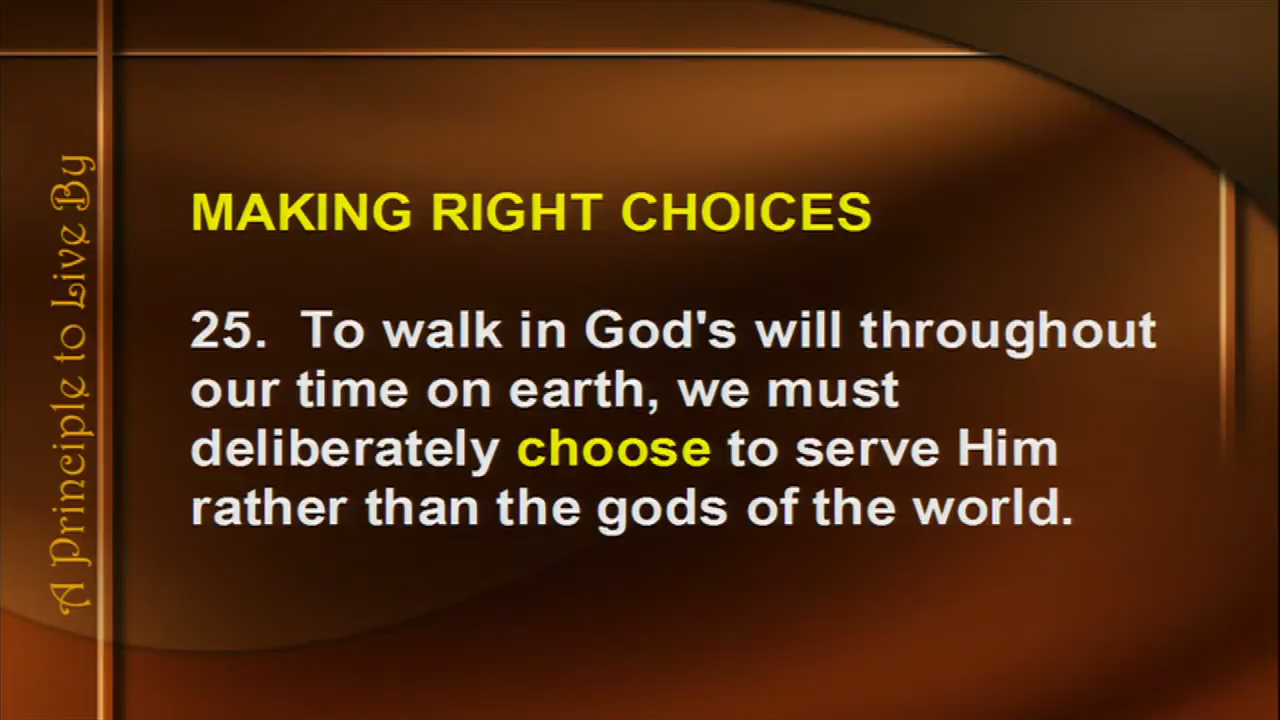 A Principle to Live By
MAKING RIGHT CHOICES
25. To walk in God's will throughout
our time on earth, we must
deliberately choose to serve Him
rather than the gods of the world.